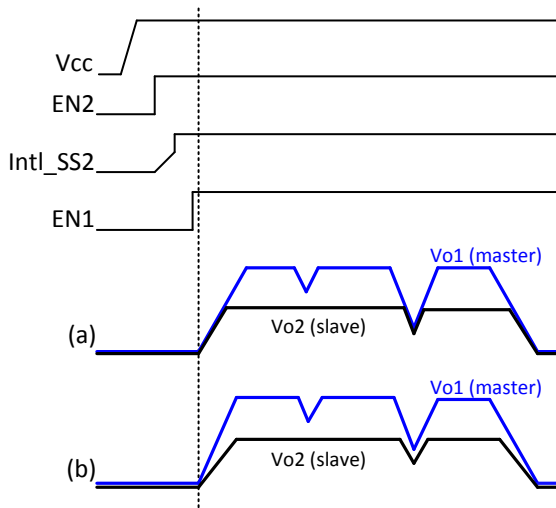 Vcc
EN2
Intl_SS2
EN1
Vo1 (master)
(a)
Vo2 (slave)
Vo1 (master)
(b)
Vo2 (slave)